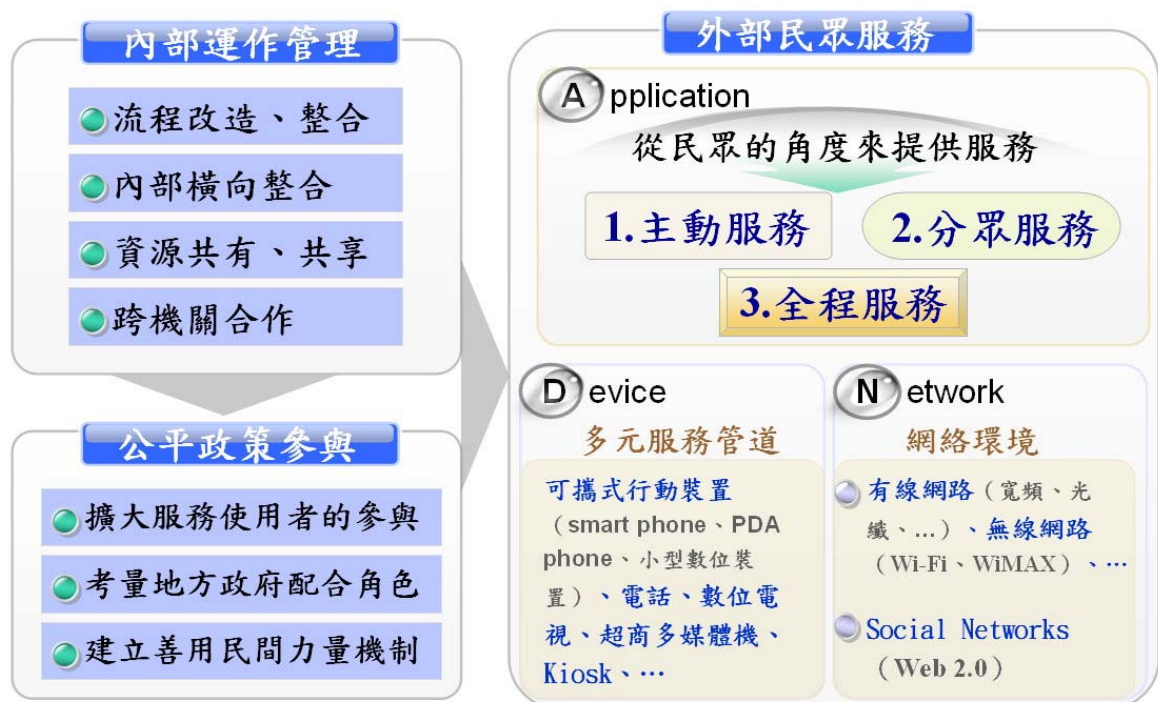 內部運作管理
流程改造、整合
內部橫向整合
資源共有、共享
跨機關合作
公平政策參與
擴大服務使用者的參與
考量地方政府配合角色
建立善用民間力量機制
外部民眾服務
Application
從民眾的角度來提供服務
1.主動服務
2.分眾服務
3.全程服務
Device
多元服務管道
可攜式行動裝置
（smart phone、PDA
phone、小型數位裝
置）、電話、數位電
視、超商多媒體機、
Kiosk、…
Network
網絡環境
有線網路（寬頻、光
纖、…）、無線網路
（Wi-Fi、WiMAX）、…
Social Networks
（Web 2.0）